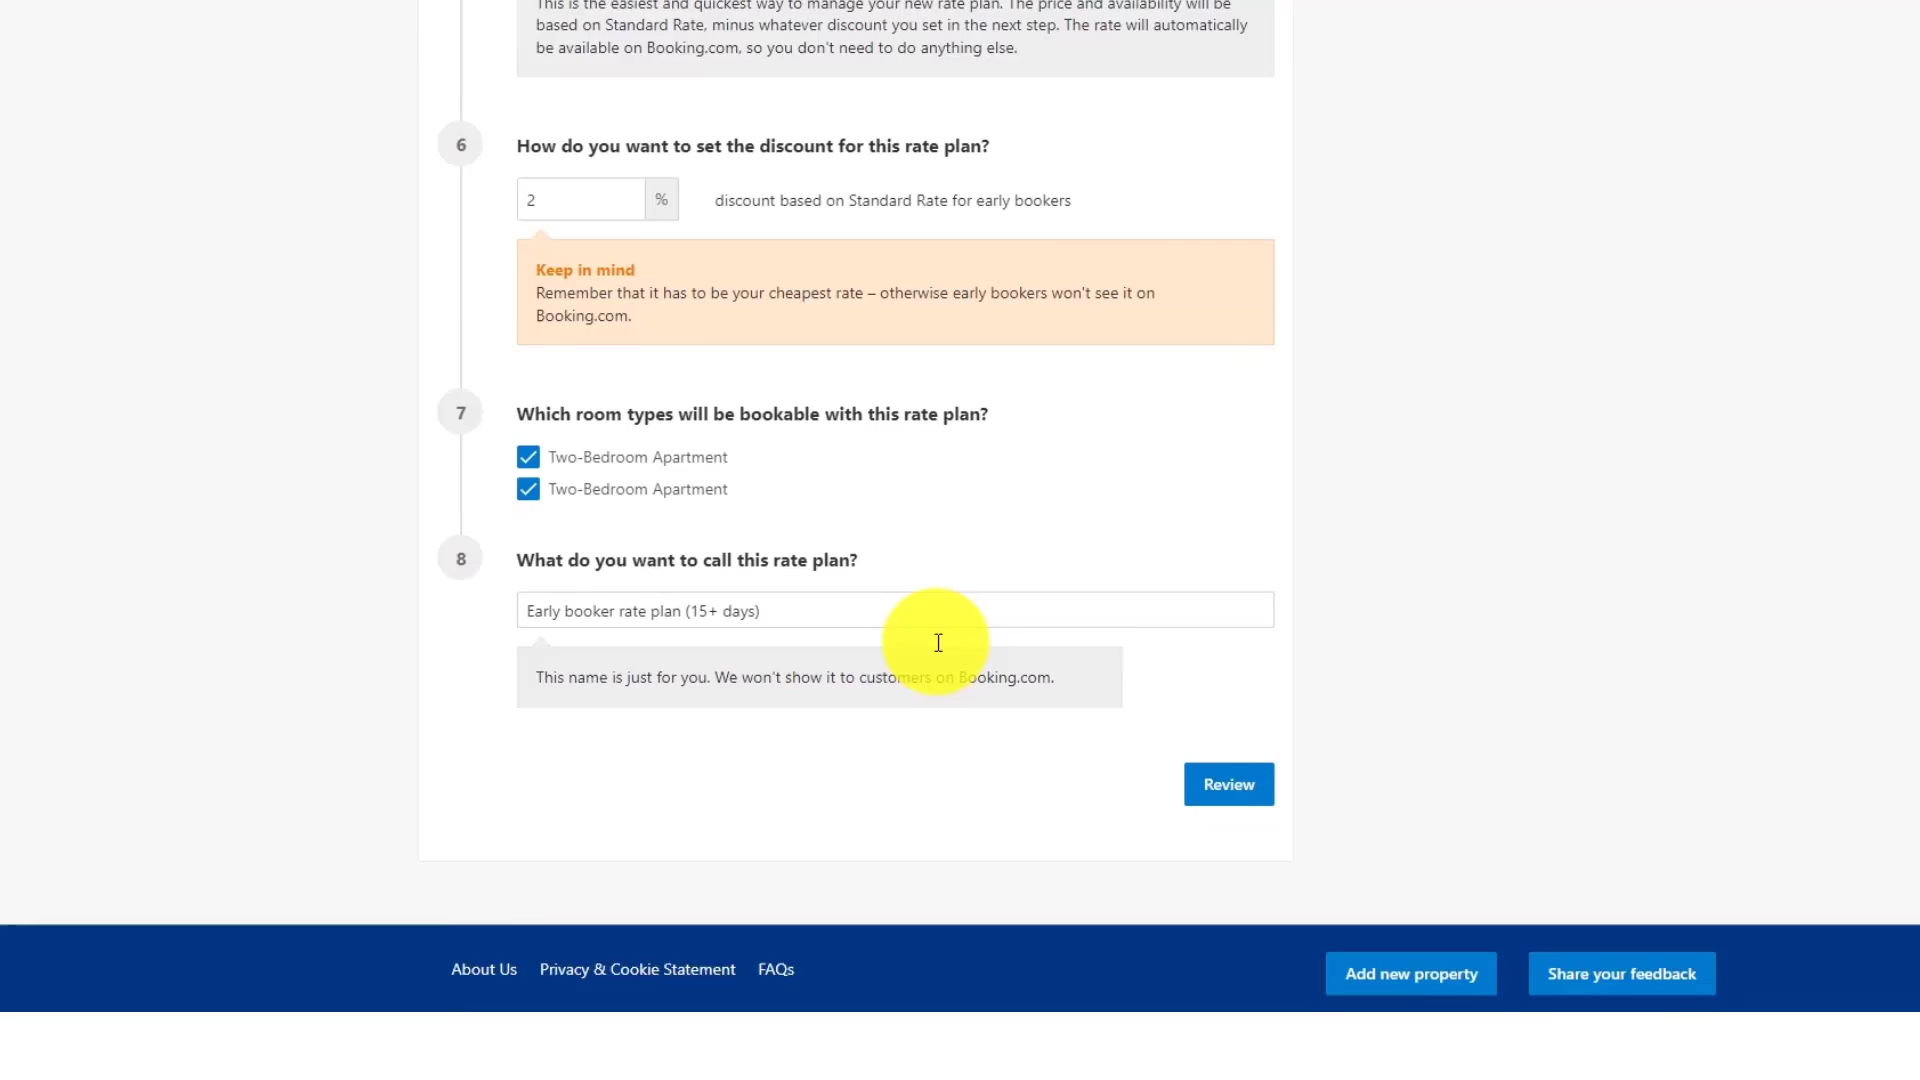 This is the easiest and quickest way to manage your new rate plan. The price and availability will be
based on Standard Rate, minus whatever discount you set in the next step. The rate will automatically
be available on Booking.com, so you don't need to do anything else.
6
How do you want to set the discount for this rate plan?
2 % discount based on Standard Rate for early bookers
Keep in mind
Remember that it has to be your cheapest rate – otherwise early bookers won't see it on
Booking.com.
7
Which room types will be bookable with this rate plan?
Two-Bedroom Apartment
Two-Bedroom Apartment
8
What do you want to call this rate plan?
Early booker rate plan (15+ days)
This name is just for you. We won't show it to customers on Booking.com.
Review
About Us Privacy & Cookie Statement FAQs
Add new property Share your feedback